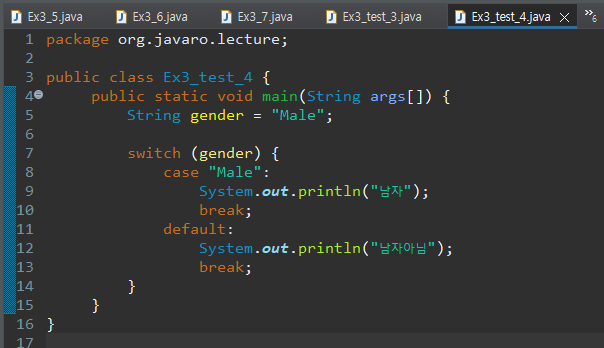 Ex3_5.java Ex3_6.java Ex3_7.java Ex3_test_3.java Ex3_test_4.java »6
1 package org.javaro.lecture;
2
3 public class Ex3_test_4 {
4 public static void main(String args[]) {
5 String gender = "Male";
6
7 switch (gender) {
8 case "Male":
9 System.out.println("남자");
10 break;
11 default:
12 System.out.println("남자아님");
13 break;
14 }
15 }
16 }
17